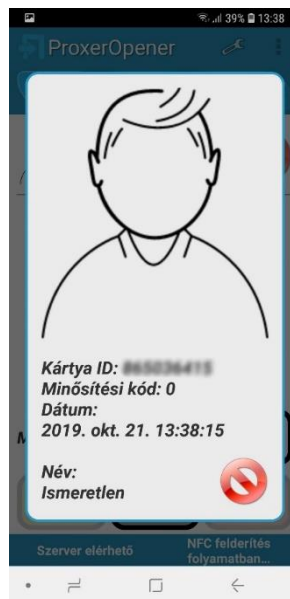 39% 13:38
ProxerOpener
Kártya ID:
Minősítési kód: 0
Dátum:
2019. okt. 21. 13:38:15
Név:
Ismeretlen
Szerver elérhető
NFC felderítés
folyamatban...